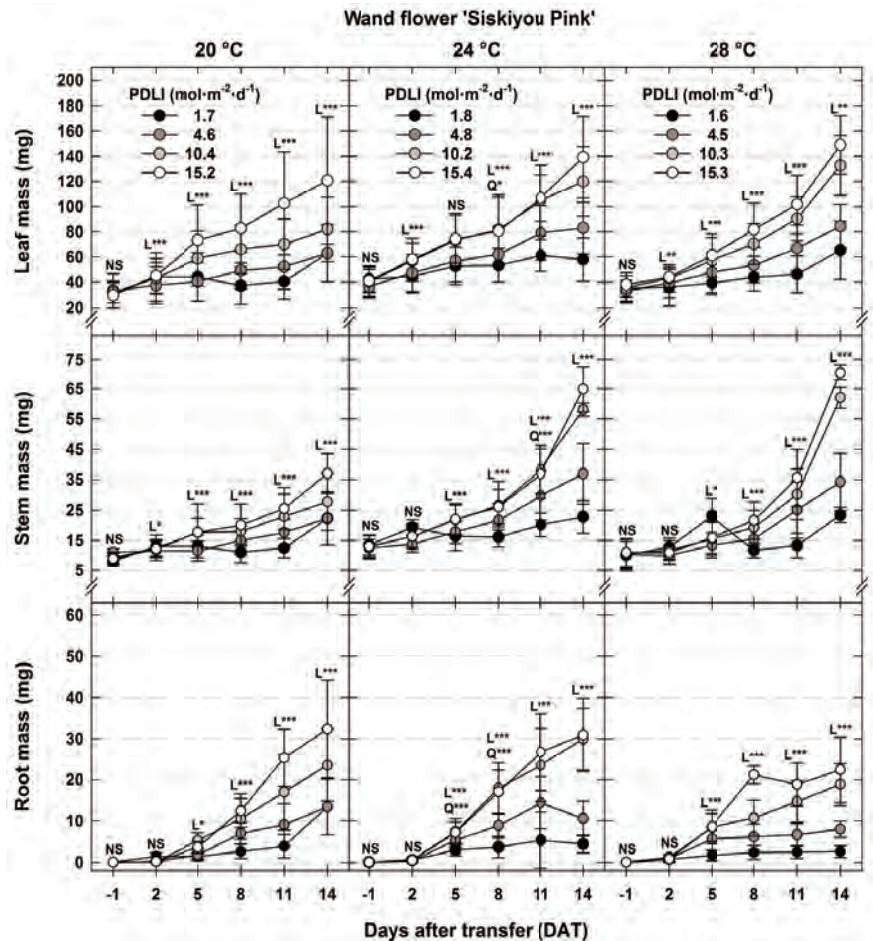 Wand flower 'Siskiyou Pink'
20 °C 24 °C 28 °C
Leaf mass (mg)
200
180
160
140
120
100
80
60
40
20
PDLI (mol·m⁻²·d⁻¹)
1.7
4.6
10.4
15.2
NS L*** L*** L*** L*** L***
PDLI (mol·m⁻²·d⁻¹)
1.8
4.8
10.2
15.4
NS L*** NS L*** L*** L***
Q*
PDLI (mol·m⁻²·d⁻¹)
1.6
4.5
10.3
15.3
NS L** L*** L*** L*** L**
Stem mass (mg)
75
65
55
45
35
25
15
5
NS L* L*** L*** L*** L***
NS NS L*** L*** L*** L***
Q***
NS NS L* L*** L*** L***
Root mass (mg)
60
50
40
30
20
10
0
NS NS L* L*** L*** L***
NS NS L*** L*** L*** L***
Q*** Q***
NS NS L*** L*** L*** L***
-1 2 5 8 11 14 -1 2 5 8 11 14 -1 2 5 8 11 14
Days after transfer (DAT)